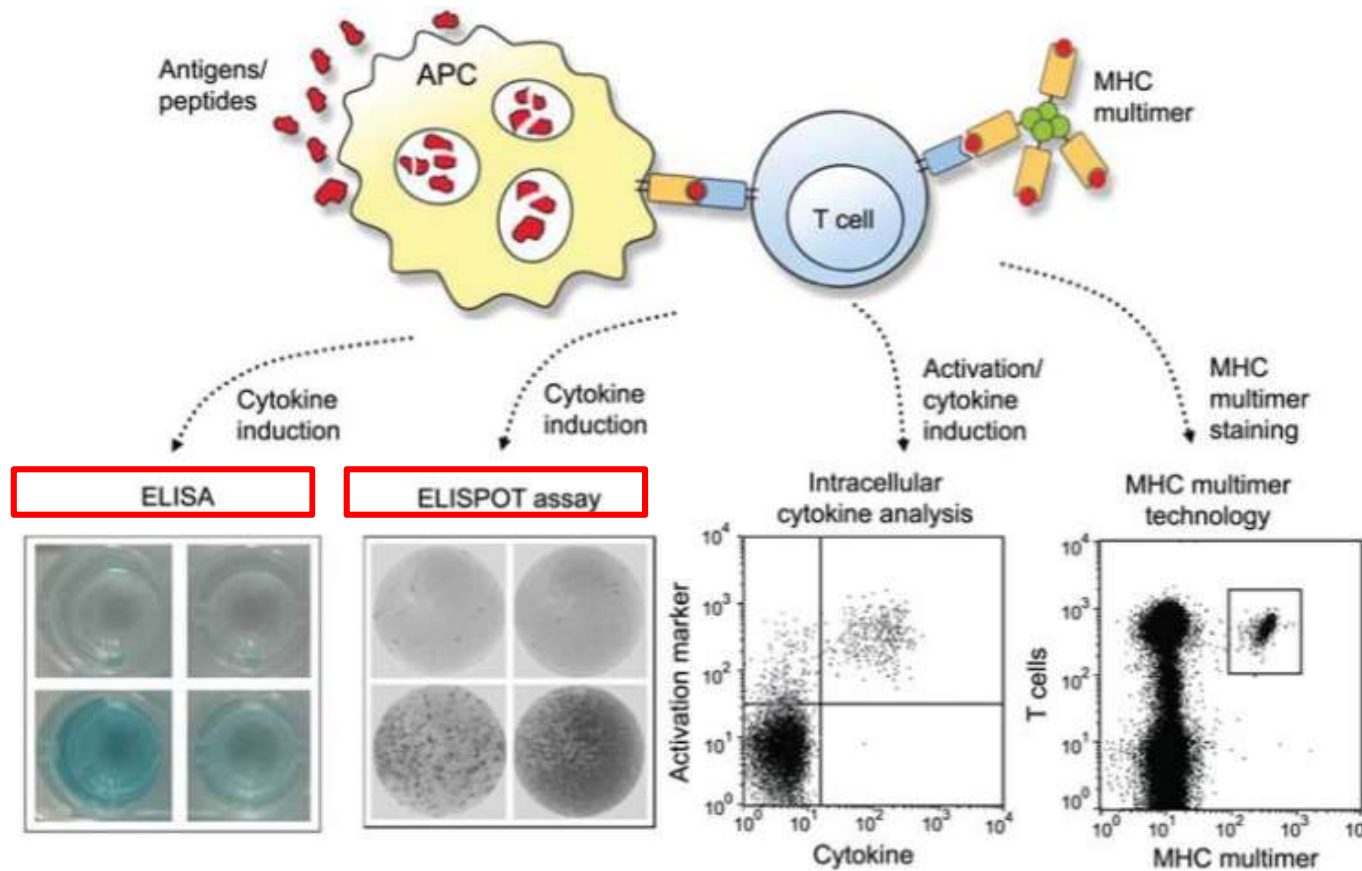 Antigens/
peptides
APC
T cell
MHC
multimer
Cytokine
induction
Cytokine
induction
Activation/
cytokine
induction
MHC
multimer
staining
ELISA
ELISPOT assay
Intracellular
cytokine analysis
MHC multimer
technology
Activation marker
10⁴
10³
10²
10¹
10⁰
10⁰ 10¹ 10² 10³ 10⁴
Cytokine
T cells
10⁴
10³
10²
10¹
10⁰
10⁰ 10¹ 10² 10³ 10⁴
MHC multimer